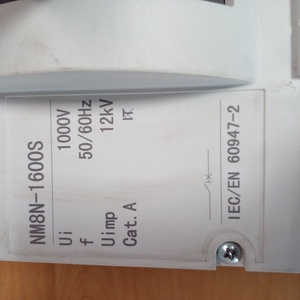 NM8N-1600S
Ui 1000V
f 50/60Hz
Uimp 12kV
Cat. A
IEC/EN 60947-2